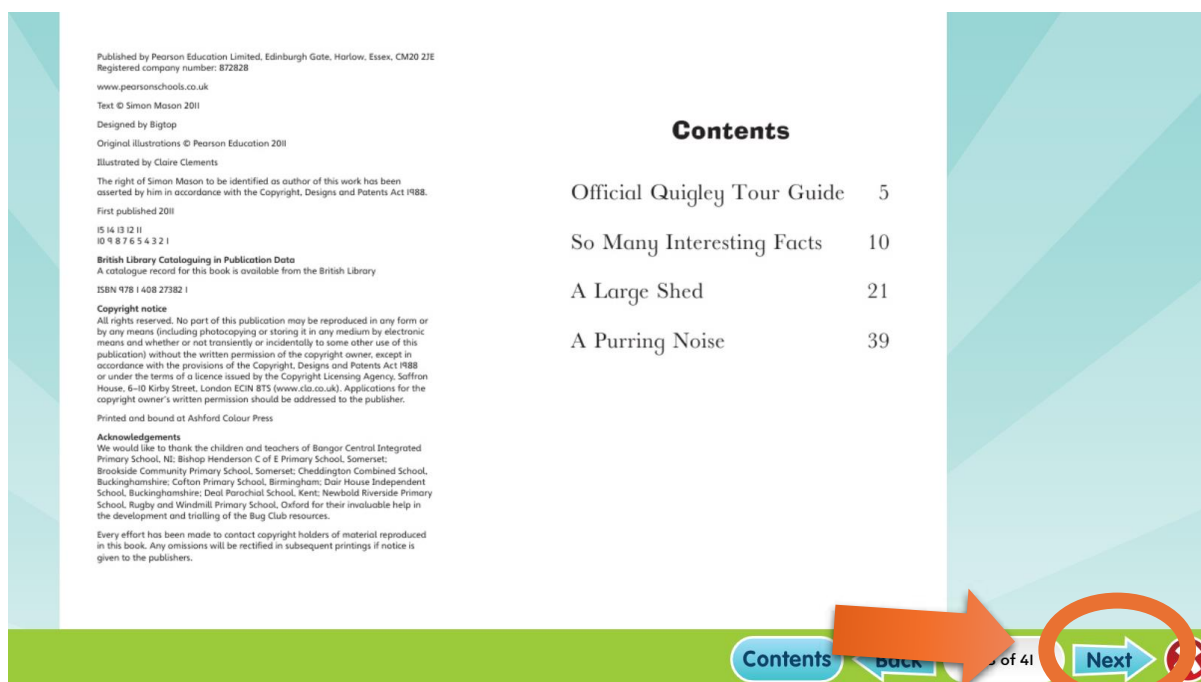 Published by Pearson Education Limited, Edinburgh Gate, Harlow, Essex, CM20 2JE
Registered company number: 872828
www.pearsonschools.co.uk
Text © Simon Mason 2011
Designed by Bigtop
Original illustrations © Pearson Education 2011
Illustrated by Claire Clements
The right of Simon Mason to be identified as author of this work has been
asserted by him in accordance with the Copyright, Designs and Patents Act 1988.
First published 2011
15 14 13 12 11
10 9 8 7 6 5 4 3 2 1
British Library Cataloguing in Publication Data
A catalogue record for this book is available from the British Library
ISBN 978 1 408 27382 1
Copyright notice
All rights reserved. No part of this publication may be reproduced in any form or
by any means (including photocopying or storing it in any medium by electronic
means and whether or not transiently or incidentally to some other use of this
publication) without the written permission of the copyright owner, except in
accordance with the provisions of the Copyright, Designs and Patents Act 1988
or under the terms of a licence issued by the Copyright Licensing Agency, Saffron
House, 6–10 Kirby Street, London EC1N 8TS (www.cla.co.uk). Applications for the
copyright owner's written permission should be addressed to the publisher.
Printed and bound at Ashford Colour Press
Acknowledgements
We would like to thank the children and teachers of Bangor Central Integrated
Primary School, NI; Bishop Henderson C of E Primary School, Somerset;
Brookside Community Primary School, Somerset; Cheddington Combined School,
Buckinghamshire; Cofton Primary School, Birmingham; Dair House Independent
School, Buckinghamshire; Deal Parochial School, Kent; Newbold Riverside Primary
School, Rugby and Windmill Primary School, Oxford for their invaluable help in
the development and trialling of the Bug Club resources.
Every effort has been made to contact copyright holders of material reproduced
in this book. Any omissions will be rectified in subsequent printings if notice is
given to the publishers.
Contents
Official Quigley Tour Guide 5
So Many Interesting Facts 10
A Large Shed 21
A Purring Noise 39
Contents Back of 41 Next